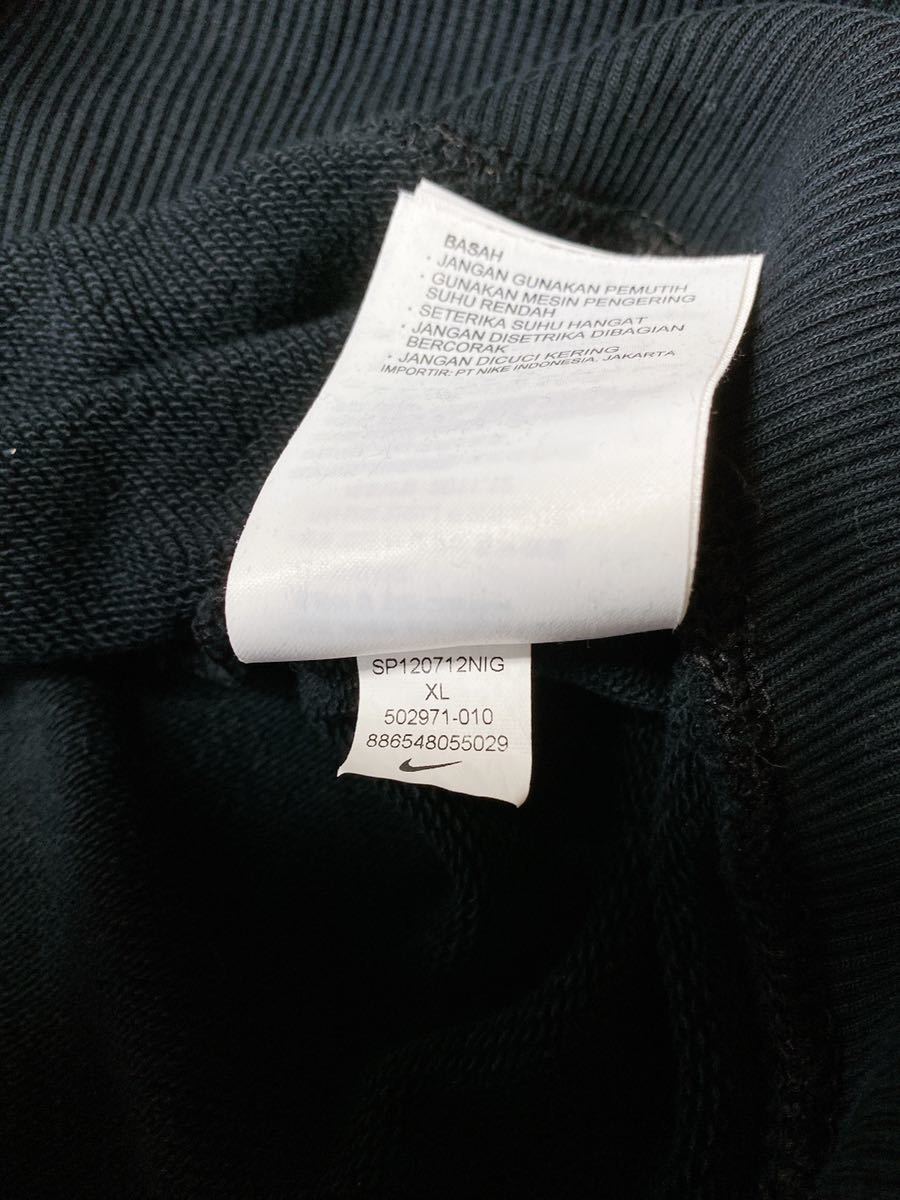 BASAH
· JANGAN GUNAKAN PEMUTIH
· GUNAKAN MESIN PENGERING
SUHU RENDAH
· SETERIKA SUHU HANGAT
· JANGAN DISETRIKA DIBAGIAN
BERCORAK
· JANGAN DICUCI KERING
IMPORTIR: PT NIKE INDONESIA, JAKARTA
SP120712NIG
XL
502971-010
886548055029